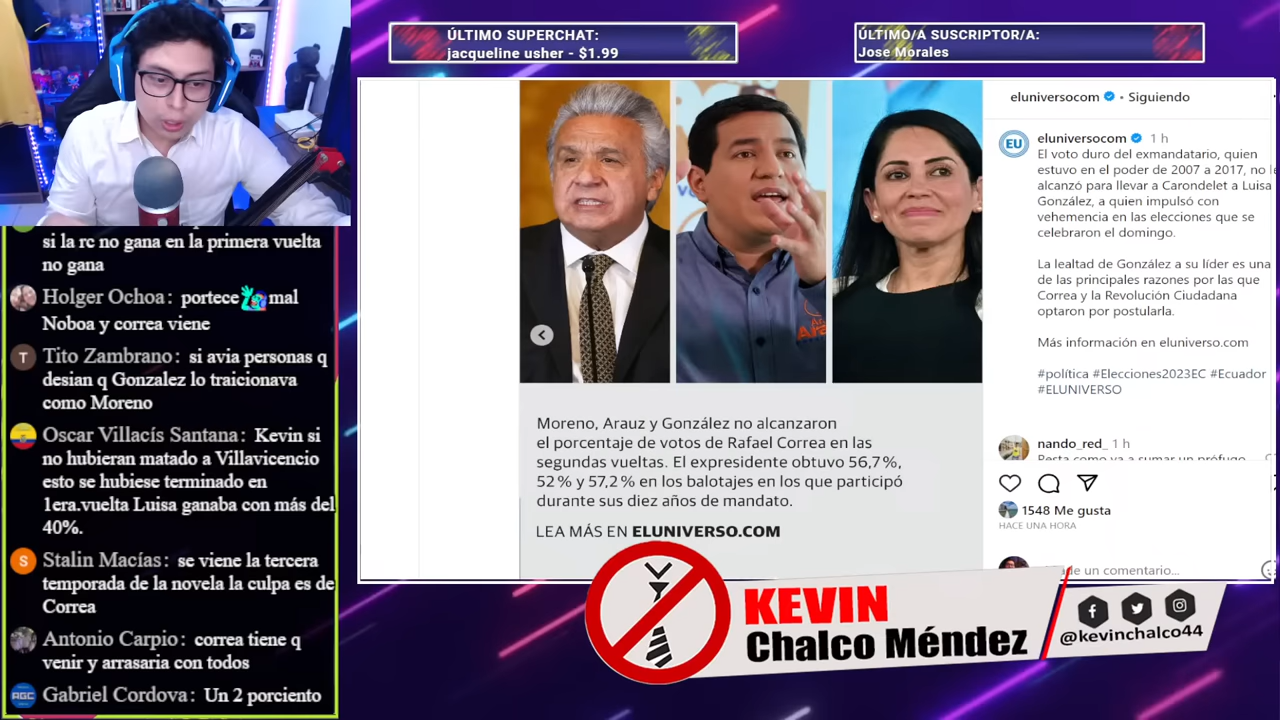 ÚLTIMO SUPERCHAT:
jacqueline usher - $1.99
ÚLTIMO/A SUSCRIPTOR/A:
Jose Morales
si la rc no gana en la primera vuelta
no gana
Holger Ochoa: portece mal
Noboa y correa viene
Tito Zambrano: si avia personas q
desian q Gonzalez lo traicionava
como Moreno
Oscar Villacís Santana: Kevin si
no hubieran matado a Villavicencio
esto se hubiese terminado en
1era.vuelta Luisa ganaba con más del
40%.
Stalin Macías: se viene la tercera
temporada de la novela la culpa es de
Correa
Antonio Carpio: correa tiene q
venir y arrasaria con todos
Gabriel Cordova: Un 2 porciento
Moreno, Arauz y González no alcanzaron
el porcentaje de votos de Rafael Correa en las
segundas vueltas. El expresidente obtuvo 56,7%,
52% y 57,2% en los balotajes en los que participó
durante sus diez años de mandato.
LEA MÁS EN ELUNIVERSO.COM
eluniversocom • Siguiendo
EU
eluniversocom 1 h
El voto duro del exmandatario, quien
estuvo en el poder de 2007 a 2017, no l
alcanzó para llevar a Carondelet a Luisa
González, a quien impulsó con
vehemencia en las elecciones que se
celebraron el domingo.
La lealtad de González a su líder es una
de las principales razones por las que
Correa y la Revolución Ciudadana
optaron por postularla.
Más información en eluniverso.com
#política #Elecciones2023EC #Ecuador
#ELUNIVERSO
nando_red_ 1 h
Resta como va a sumar un prófugo
1548 Me gusta
HACE UNA HORA
de un comentario...
KEVIN
Chalco Méndez
@kevinchalco44